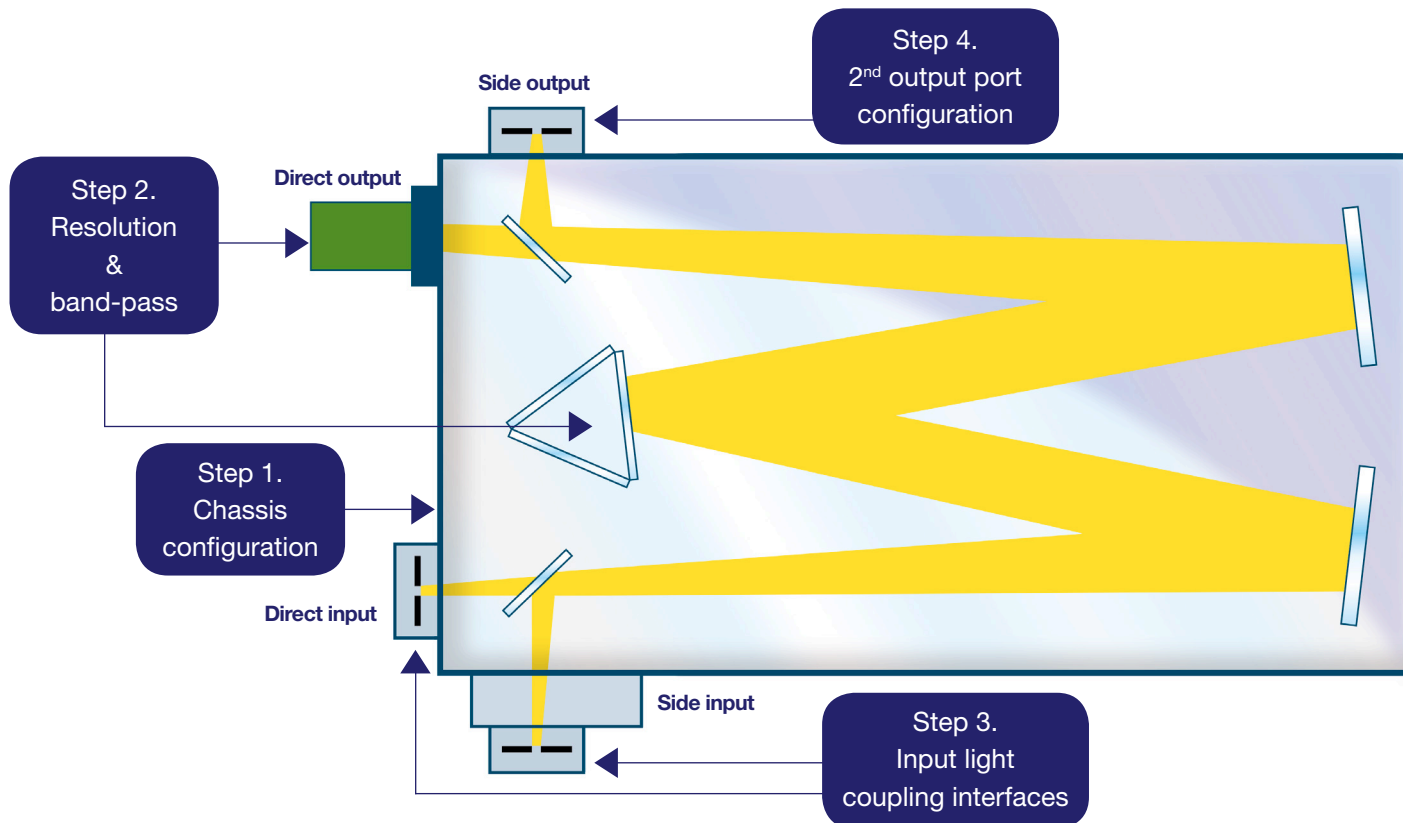 Step 4.
2nd output port
configuration
Side output
Step 2.
Resolution
&
band-pass
Direct output
Step 1.
Chassis
configuration
Direct input
Side input
Step 3.
Input light
coupling interfaces